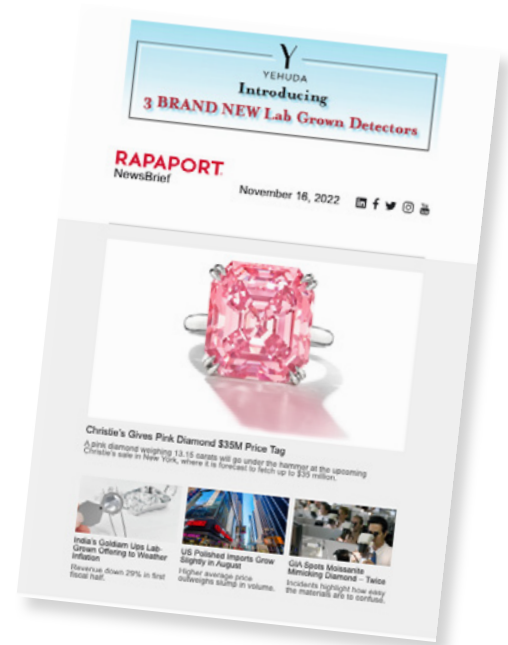 Y
YEHUDA
Introducing
3 BRAND NEW Lab Grown Detectors
RAPAPORT
NewsBrief
November 16, 2022
Christie's Gives Pink Diamond $35M Price Tag
A pink diamond weighing 13.15 carats will go under the hammer at the upcoming
Christie's sale in New York, where it is forecast to fetch up to $35 million.
India's Goldiam Ups Lab-
Grown Offering to Weather
Inflation
Revenue down 29% in first
fiscal half.
US Polished Imports Grow
Slightly in August
Higher average price
outweighs slump in volume.
GIA Spots Moissanite
Mimicking Diamond – Twice
Incidents highlight how easy
the materials are to confuse.